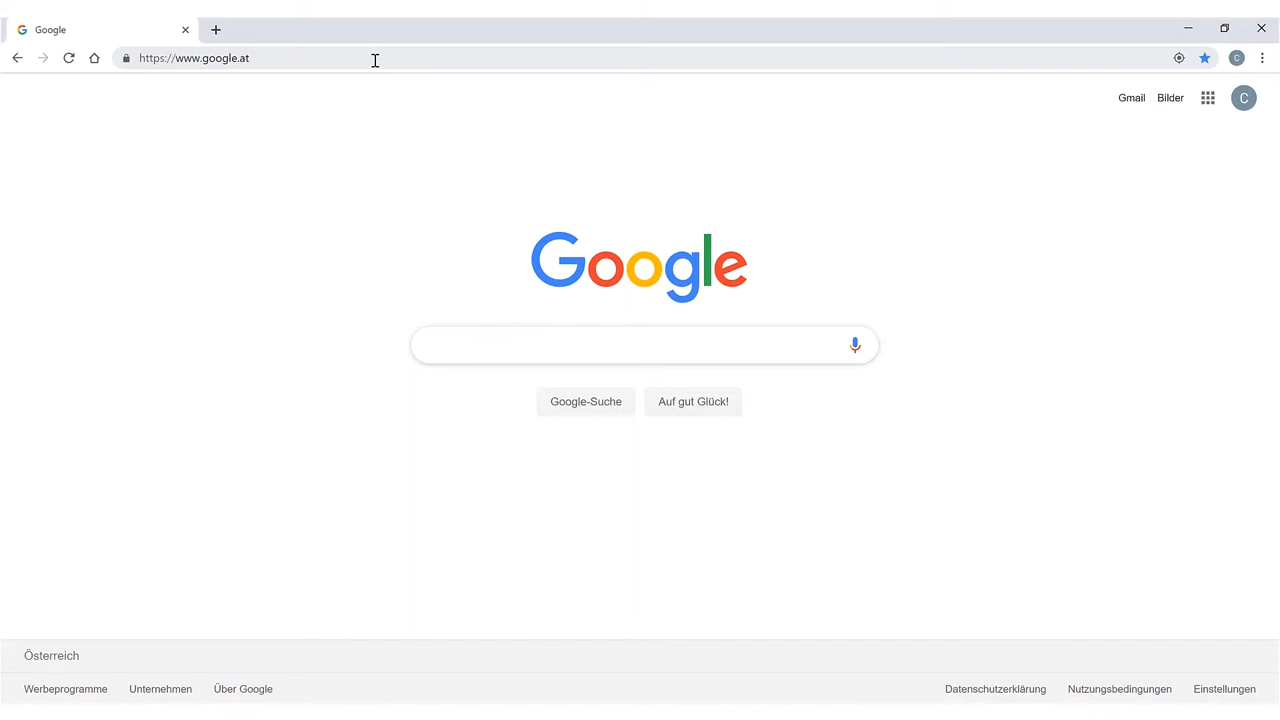 Google
https://www.google.at
C
Gmail Bilder C
Google
Google-Suche Auf gut Glück!
Österreich
Werbeprogramme Unternehmen Über Google Datenschutzerklärung Nutzungsbedingungen Einstellungen